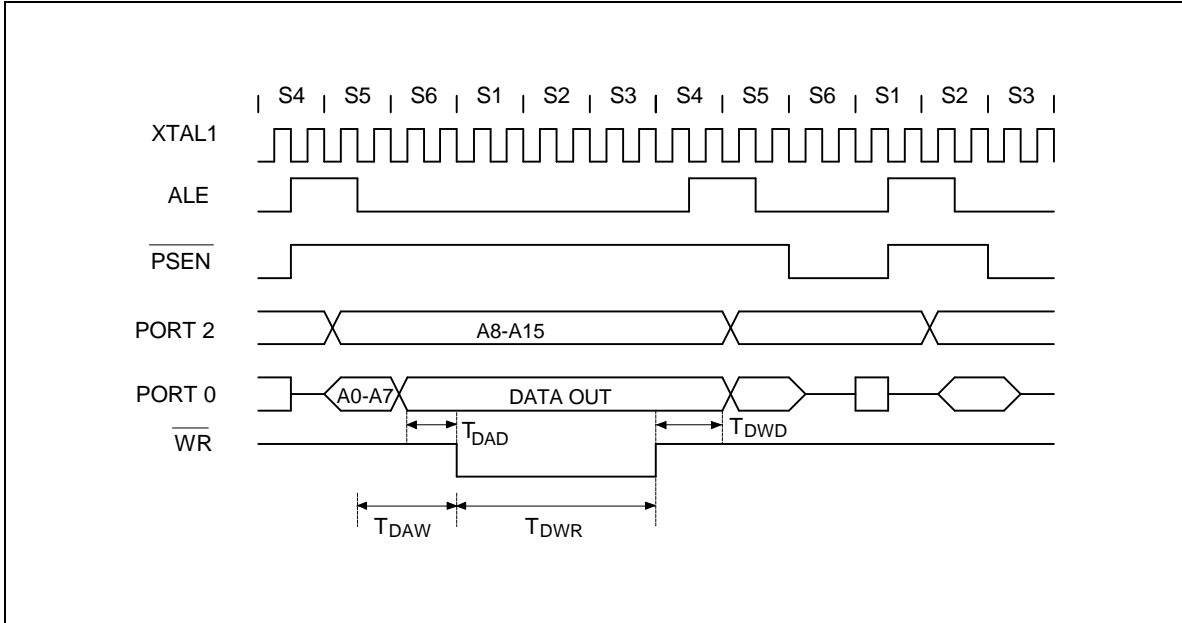 S4 S5 S6 S1 S2 S3 S4 S5 S6 S1 S2 S3
XTAL1
ALE
PSEN
PORT 2
A8-A15
PORT 0
A0-A7
DATA OUT
TDAD
TDWD
WR
TDAW
TDWR